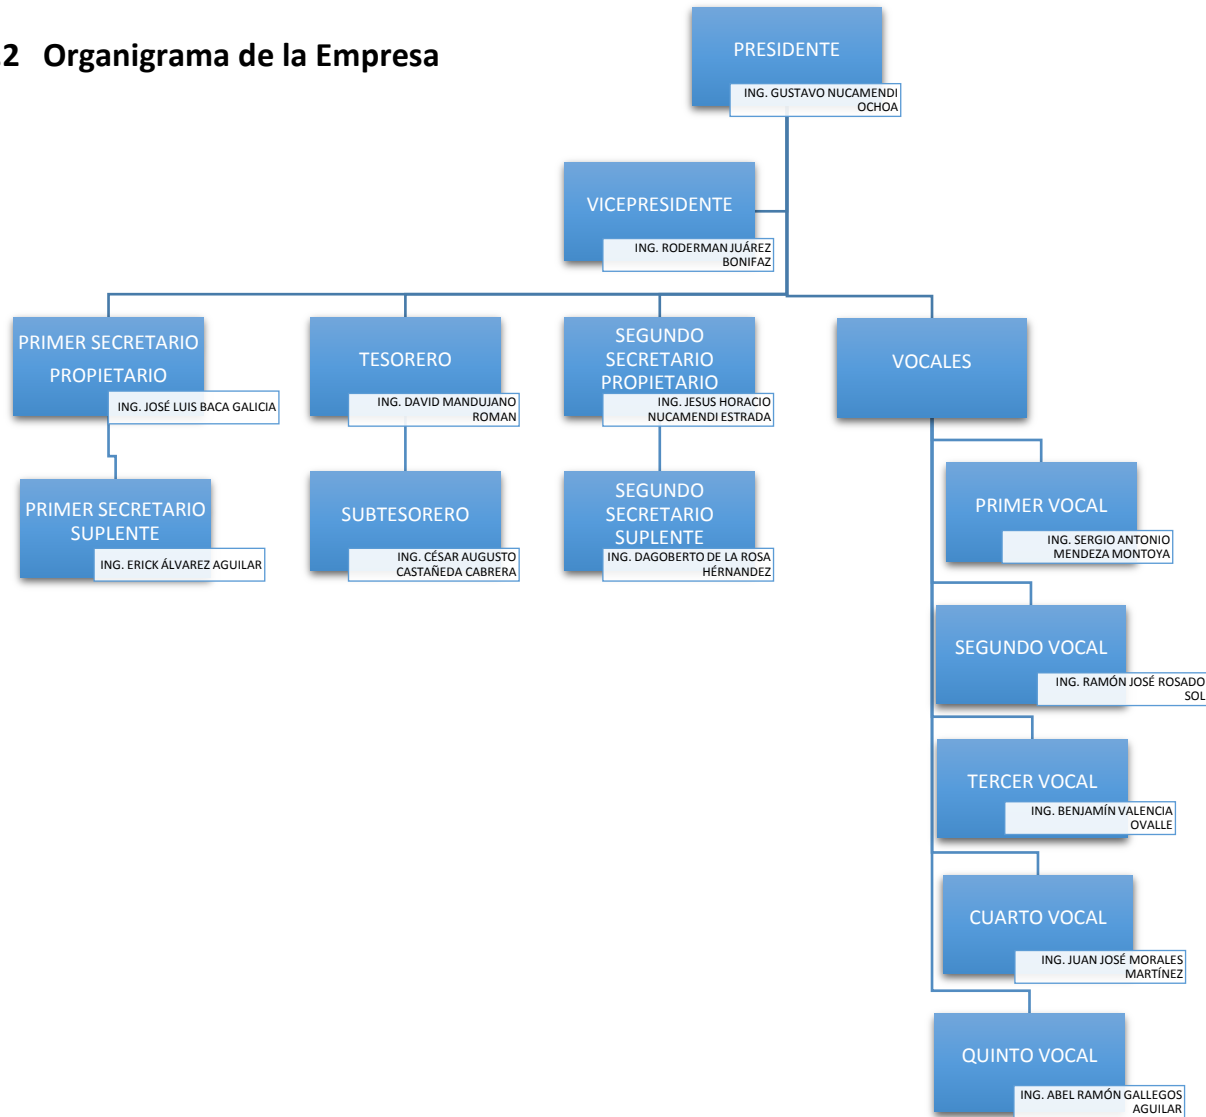 .2 Organigrama de la Empresa
PRESIDENTE
ING. GUSTAVO NUCAMENDI
OCHOA
VICEPRESIDENTE
ING. RODERMAN JUÁREZ
BONIFAZ
PRIMER SECRETARIO
PROPIETARIO
ING. JOSÉ LUIS BACA GALICIA
TESORERO
ING. DAVID MANDUJANO
ROMAN
SEGUNDO
SECRETARIO
PROPIETARIO
ING. JESUS HORACIO
NUCAMENDI ESTRADA
VOCALES
PRIMER SECRETARIO
SUPLENTE
ING. ERICK ÁLVAREZ AGUILAR
SUBTESORERO
ING. CÉSAR AUGUSTO
CASTAÑEDA CABRERA
SEGUNDO
SECRETARIO
SUPLENTE
ING. DAGOBERTO DE LA ROSA
HÉRNANDEZ
PRIMER VOCAL
ING. SERGIO ANTONIO
MENDEZA MONTOYA
SEGUNDO VOCAL
ING. RAMÓN JOSÉ ROSADO
SOL
TERCER VOCAL
ING. BENJAMÍN VALENCIA
OVALLE
CUARTO VOCAL
ING. JUAN JOSÉ MORALES
MARTÍNEZ
QUINTO VOCAL
ING. ABEL RAMÓN GALLEGOS
AGUILAR